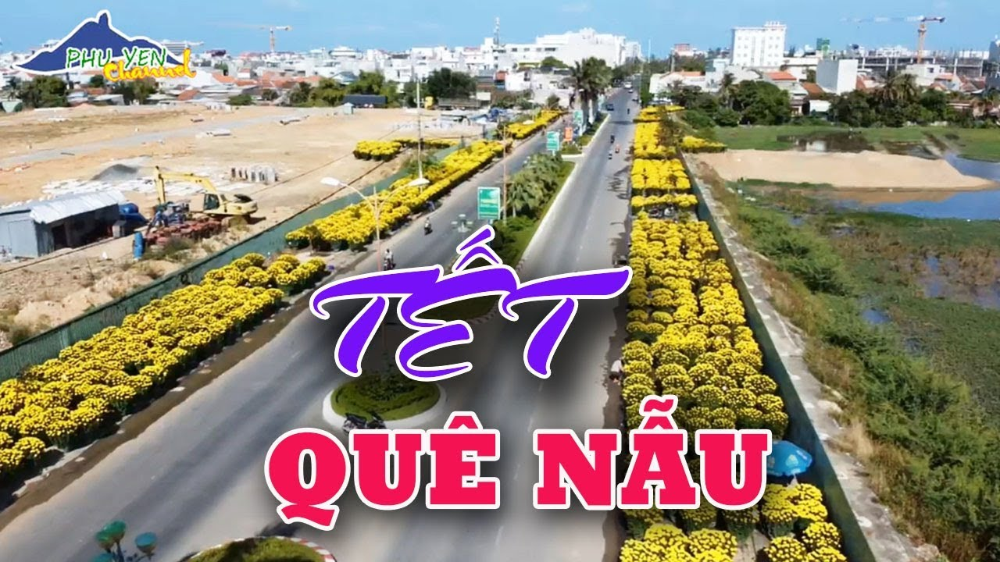 PHU YEN
Channel
TẾT
QUÊ NẪU